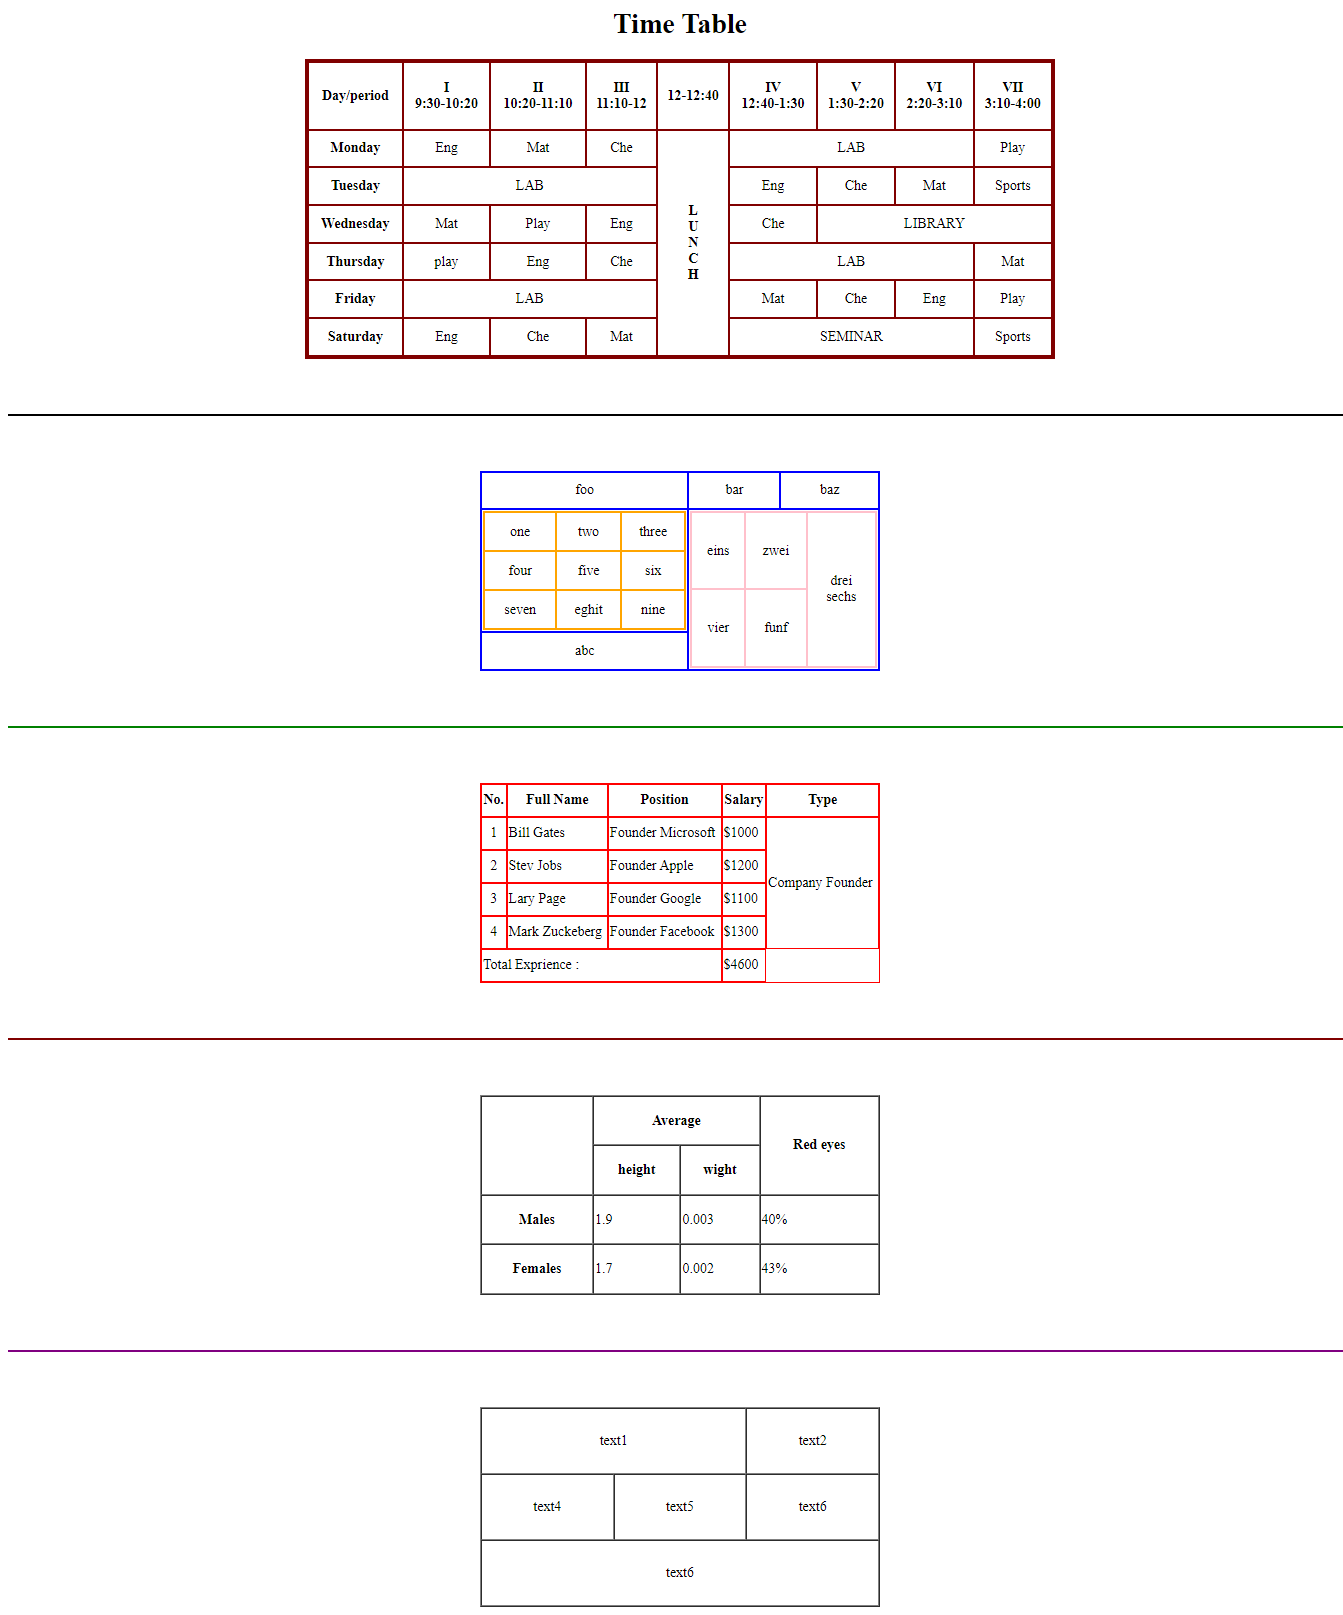 Time Table
Day/period I II III 12-12:40 IV V VI VII
9:30-10:20 10:20-11:10 11:10-12 12:40-1:30 1:30-2:20 2:20-3:10 3:10-4:00
Monday Eng Mat Che LAB Play
Tuesday LAB Eng Che Mat Sports
L
U
N
C
H
Wednesday Mat Play Eng Che LIBRARY
Thursday play Eng Che LAB Mat
Friday LAB Mat Che Eng Play
Saturday Eng Che Mat SEMINAR Sports
foo bar baz
one two three
four five six
seven eghit nine
eins zwei
drei
sechs
vier funf
abc
No. Full Name Position Salary Type
1 Bill Gates Founder Microsoft $1000
2 Stev Jobs Founder Apple $1200
Company Founder
3 Lary Page Founder Google $1100
4 Mark Zuckeberg Founder Facebook $1300
Total Exprience : $4600
Average
Red eyes
height wight
Males 1.9 0.003 40%
Females 1.7 0.002 43%
text1 text2
text4 text5 text6
text6